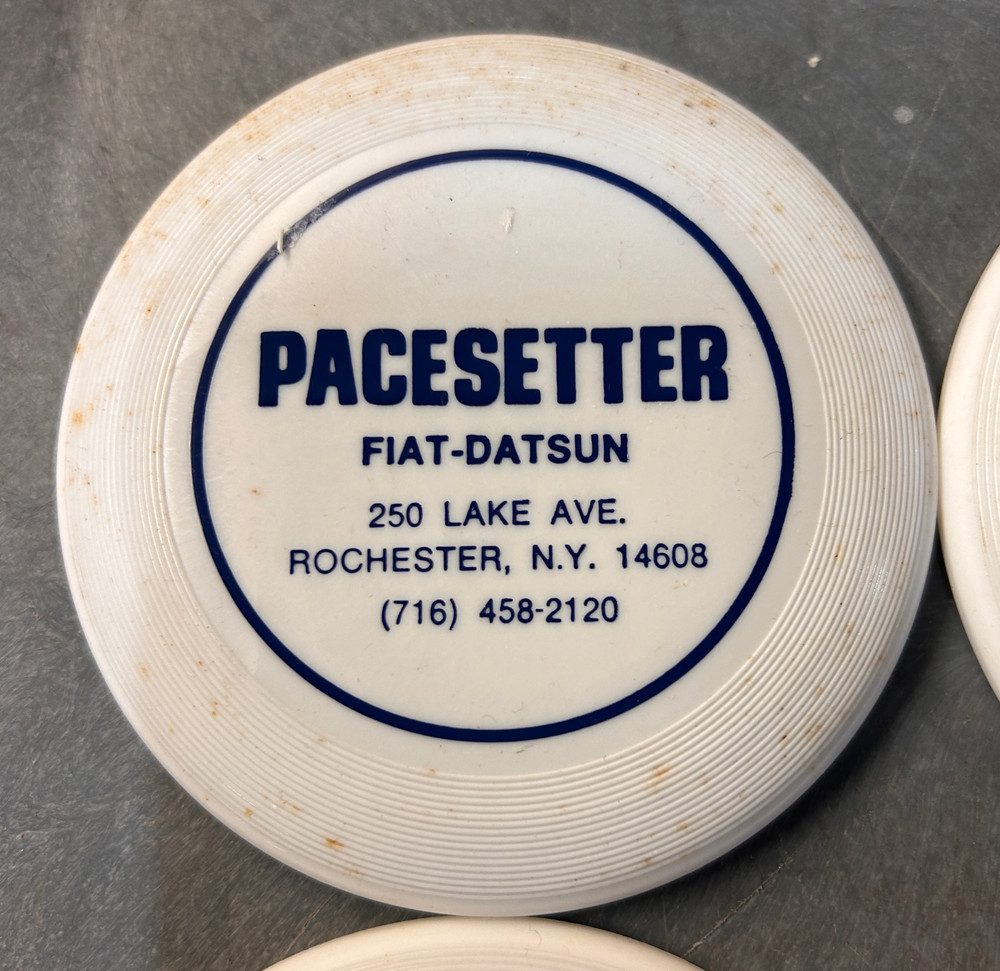 PACESETTER
FIAT-DATSUN
250 LAKE AVE.
ROCHESTER, N.Y. 14608
(716) 458-2120